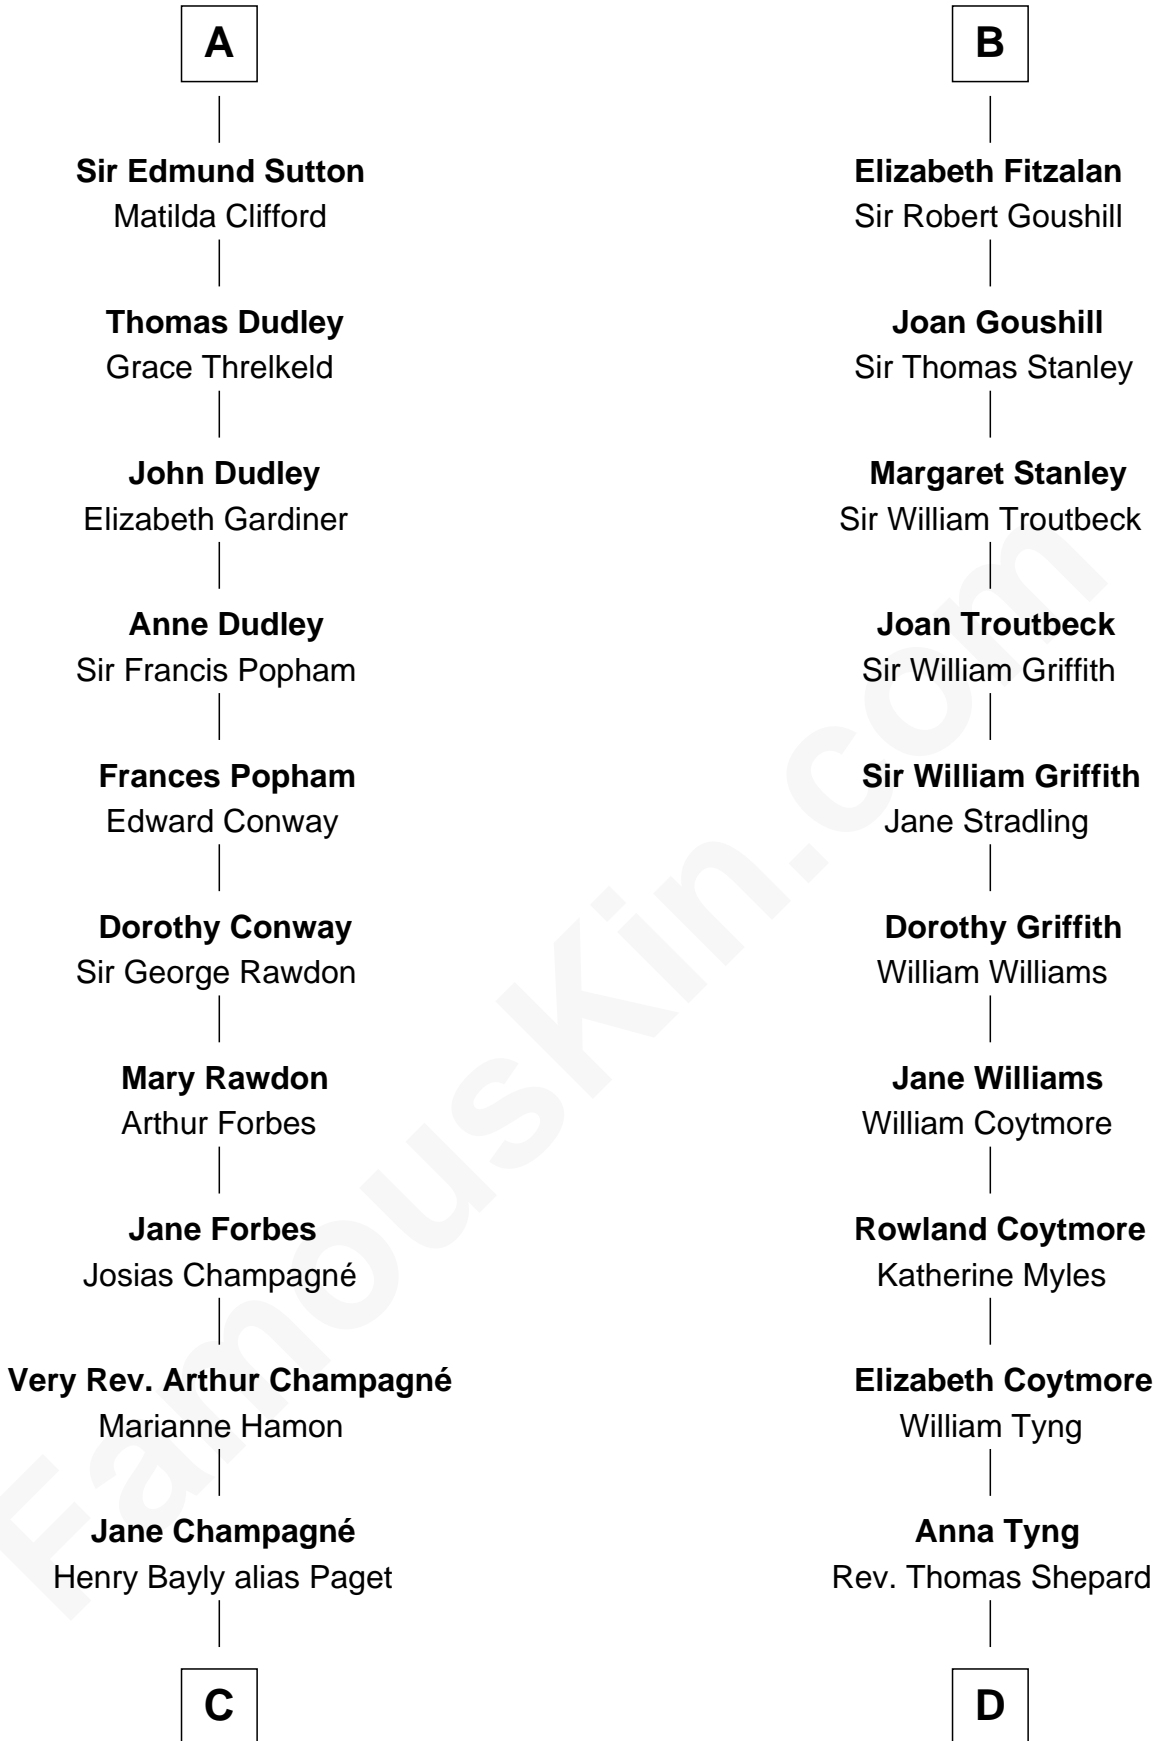 A
Sir Edmund Sutton
Matilda Clifford
Thomas Dudley
Grace Threlkeld
John Dudley
Elizabeth Gardiner
Anne Dudley
Sir Francis Popham
Frances Popham
Edward Conway
Dorothy Conway
Sir George Rawdon
Mary Rawdon
Arthur Forbes
Jane Forbes
Josias Champagné
Very Rev. Arthur Champagné
Marianne Hamon
Jane Champagné
Henry Bayly alias Paget
C
B
Elizabeth Fitzalan
Sir Robert Goushill
Joan Goushill
Sir Thomas Stanley
Margaret Stanley
Sir William Troutbeck
Joan Troutbeck
Sir William Griffith
Sir William Griffith
Jane Stradling
Dorothy Griffith
William Williams
Jane Williams
William Coytmore
Rowland Coytmore
Katherine Myles
Elizabeth Coytmore
William Tyng
Anna Tyng
Rev. Thomas Shepard
D
FamousKin.com